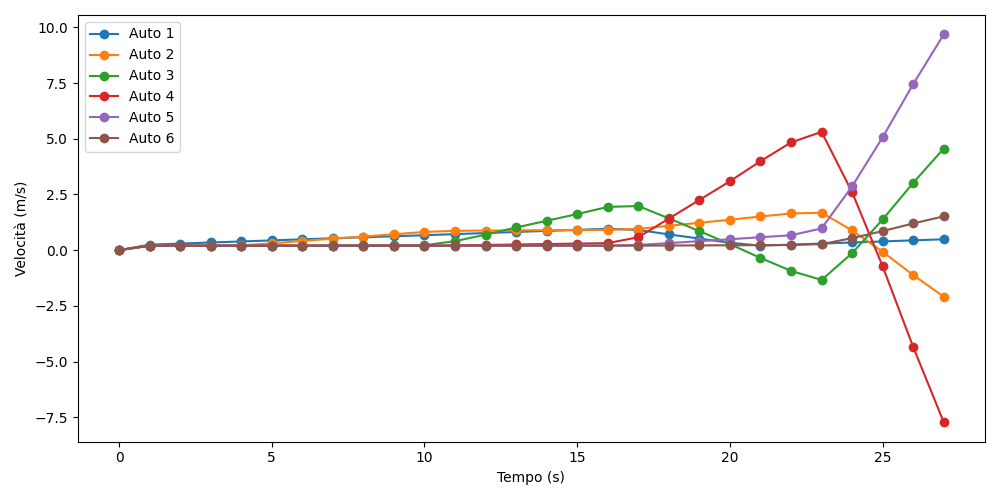 Auto 1
Auto 2
Auto 3
Auto 4
Auto 5
Auto 6
Velocità (m/s)
10.0
7.5
5.0
2.5
0.0
−2.5
−5.0
−7.5
0 5 10 15 20 25
Tempo (s)